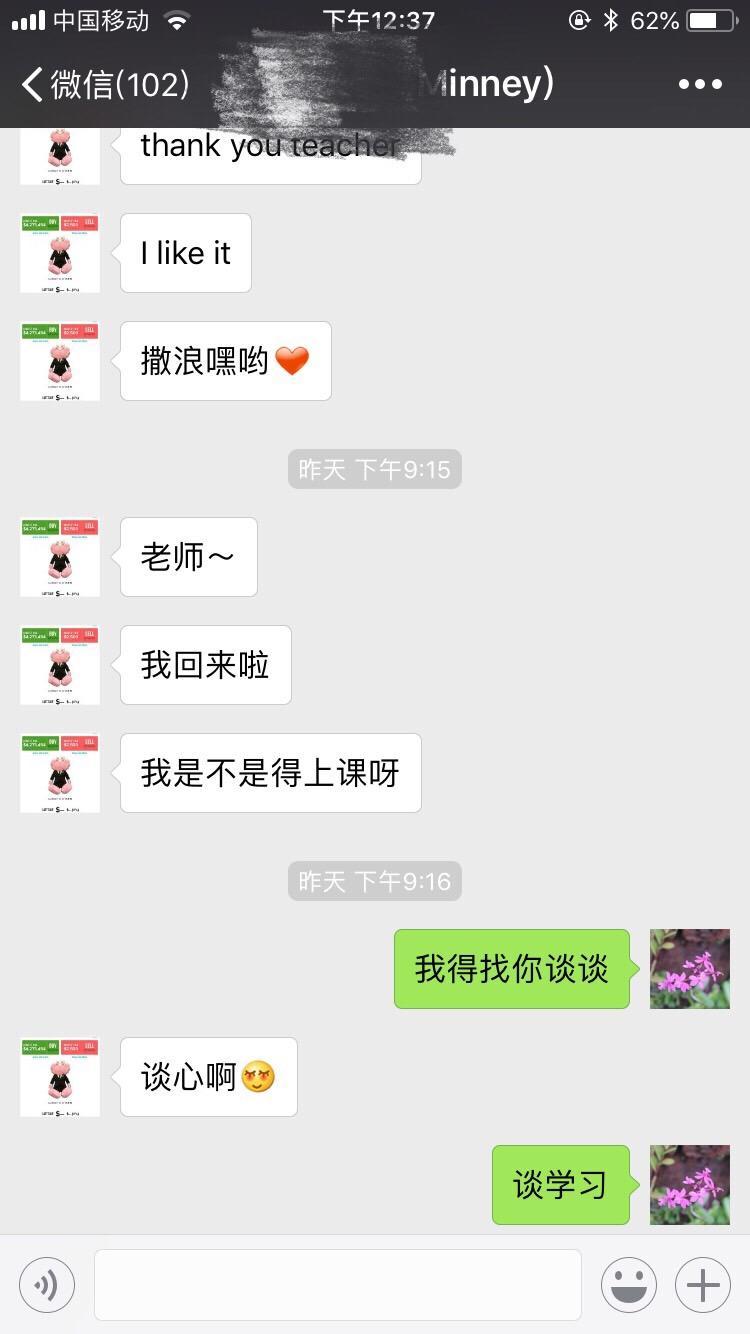 中国移动
下午12:37
62%
微信(102)
Minney)
thank you teacher
I like it
撒浪嘿哟
昨天 下午9:15
老师～
我回来啦
我是不是得上课呀
昨天 下午9:16
我得找你谈谈
谈心啊
谈学习